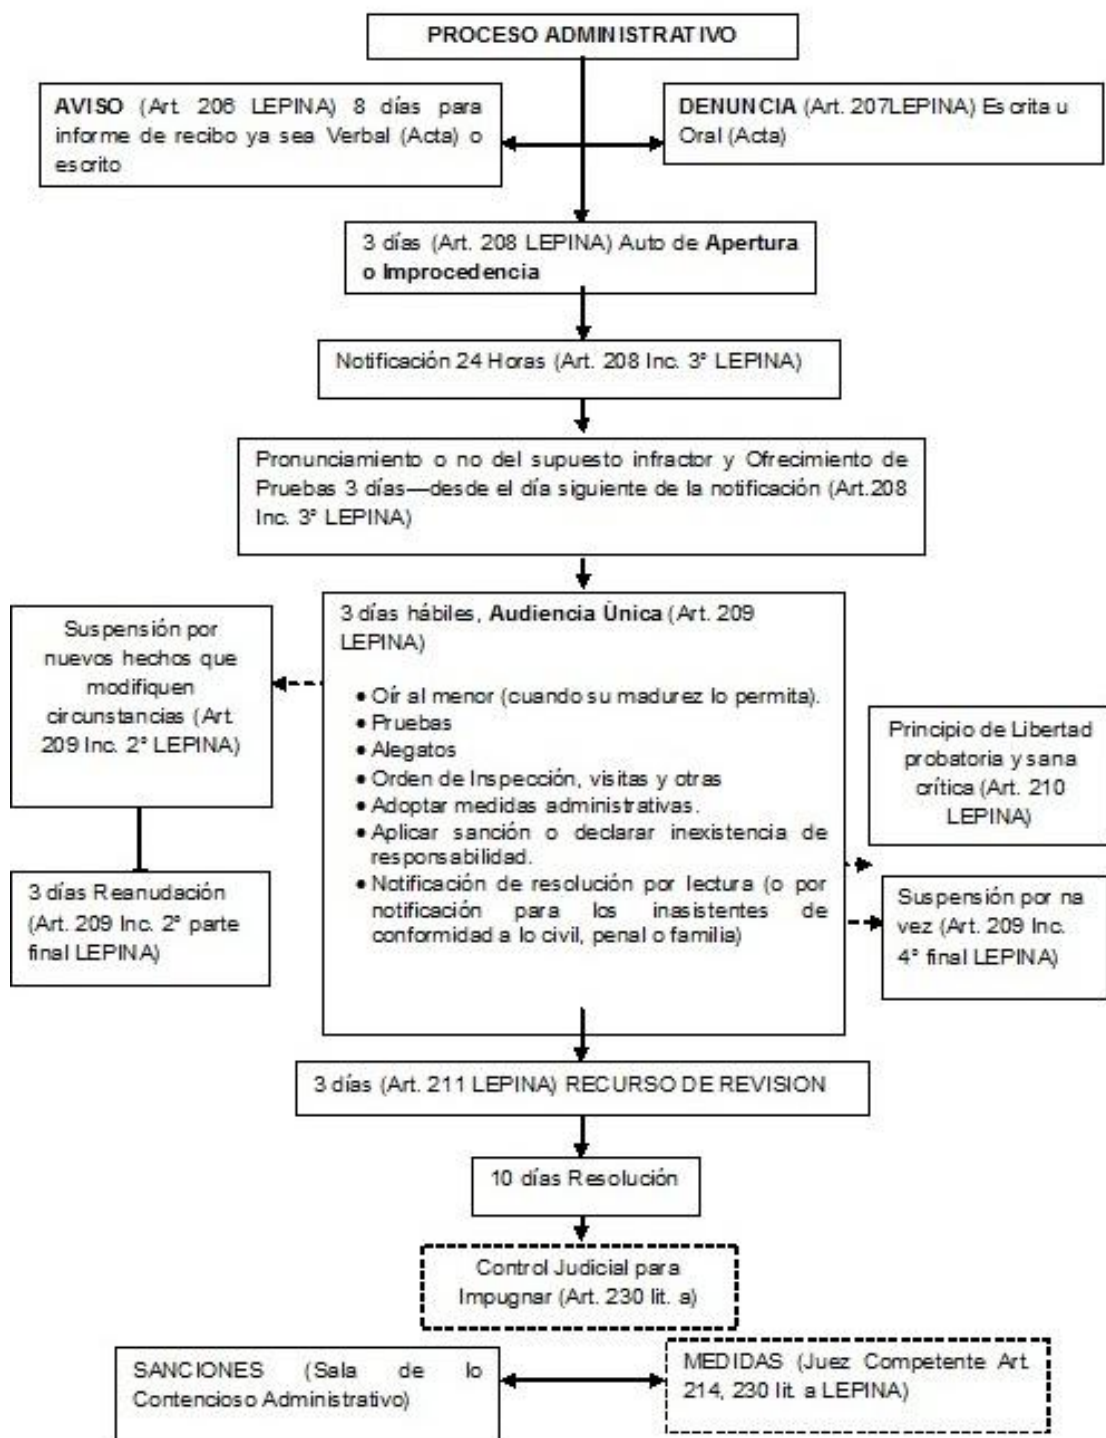 PROCESO ADMINISTRATIVO
AVISO (Art. 206 LEPINA) 8 días para
informe de recibo ya sea Verbal (Acta) o
escrito
DENUNCIA (Art. 207LEPINA) Escrita u
Oral (Acta)
3 días (Art. 208 LEPINA) Auto de Apertura
o Improcedencia
Notificación 24 Horas (Art. 208 Inc. 3° LEPINA)
Pronunciamiento o no del supuesto infractor y Ofrecimiento de
Pruebas 3 días—desde el día siguiente de la notificación (Art.208
Inc. 3° LEPINA)
Suspensión por
nuevos hechos que
modifiquen
circunstancias (Art.
209 Inc. 2° LEPINA)
3 días Reanudación
(Art. 209 Inc. 2° parte
final LEPINA)
3 días hábiles, Audiencia Única (Art. 209
LEPINA)
• Oír al menor (cuando su madurez lo permita).
• Pruebas
• Alegatos
• Orden de Inspección, visitas y otras
• Adoptar medidas administrativas.
• Aplicar sanción o declarar inexistencia de
responsabilidad.
• Notificación de resolución por lectura (o por
notificación para los inasistentes de
conformidad a lo civil, penal o familia)
Principio de Libertad
probatoria y sana
crítica (Art. 210
LEPINA)
Suspensión por na
vez (Art. 209 Inc.
4° final LEPINA)
3 días (Art. 211 LEPINA) RECURSO DE REVISION
10 días Resolución
Control Judicial para
Impugnar (Art. 230 lit. a)
SANCIONES (Sala de lo
Contencioso Administrativo)
MEDIDAS (Juez Competente Art.
214, 230 lit. a LEPINA)